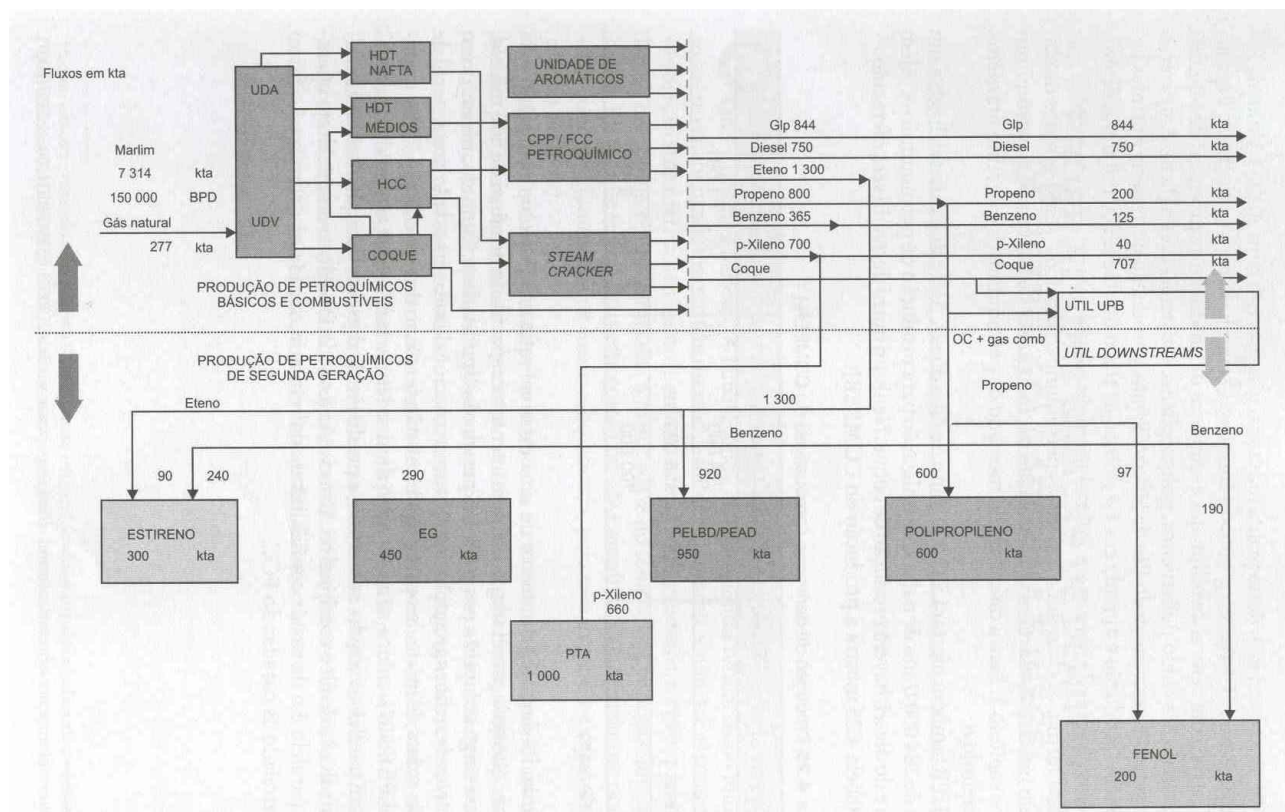 Fluxos em kta
Marlim
7 314 kta
150 000 BPD
Gás natural
277 kta
UDA
UDV
HDT
NAFTA
HDT
MÉDIOS
HCC
COQUE
UNIDADE DE
AROMÁTICOS
CPP / FCC
PETROQUÍMICO
STEAM
CRACKER
Glp 844
Diesel 750
Eteno 1 300
Propeno 800
Benzeno 365
p-Xileno 700
Coque
Glp 844 kta
Diesel 750 kta
Propeno 200 kta
Benzeno 125 kta
p-Xileno 40 kta
Coque 707 kta
UTIL UPB
OC + gas comb
UTIL DOWNSTREAMS
PRODUÇÃO DE PETROQUÍMICOS
BÁSICOS E COMBUSTÍVEIS
PRODUÇÃO DE PETROQUÍMICOS
DE SEGUNDA GERAÇÃO
Propeno
Eteno
1 300
Benzeno
Benzeno
90 240
290
920
600
97
190
ESTIRENO
300 kta
EG
450 kta
PELBD/PEAD
950 kta
POLIPROPILENO
600 kta
p-Xileno
660
PTA
1 000 kta
FENOL
200 kta